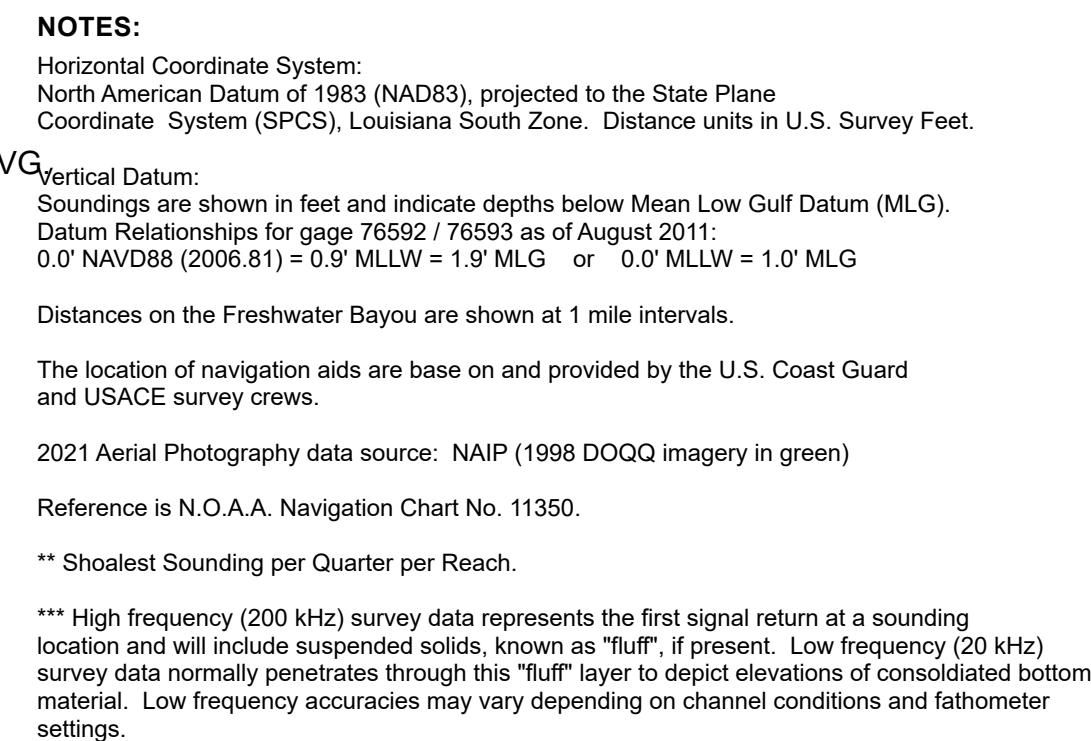 NOTES:
Horizontal Coordinate System:
North American Datum of 1983 (NAD83), projected to the State Plane
Coordinate  System (SPCS), Louisiana South Zone.  Distance units in U.S. Survey Feet.
VG.
Vertical Datum:
Soundings are shown in feet and indicate depths below Mean Low Gulf Datum (MLG).
Datum Relationships for gage 76592 / 76593 as of August 2011:
0.0' NAVD88 (2006.81) = 0.9' MLLW = 1.9' MLG    or    0.0' MLLW = 1.0' MLG
Distances on the Freshwater Bayou are shown at 1 mile intervals.
The location of navigation aids are base on and provided by the U.S. Coast Guard
and USACE survey crews.
2021 Aerial Photography data source:  NAIP (1998 DOQQ imagery in green)
Reference is N.O.A.A. Navigation Chart No. 11350.
** Shoalest Sounding per Quarter per Reach.
*** High frequency (200 kHz) survey data represents the first signal return at a sounding
location and will include suspended solids, known as "fluff", if present.  Low frequency (20 kHz)
survey data normally penetrates through this "fluff" layer to depict elevations of consoldiated bottom
material.  Low frequency accuracies may vary depending on channel conditions and fathometer
settings.